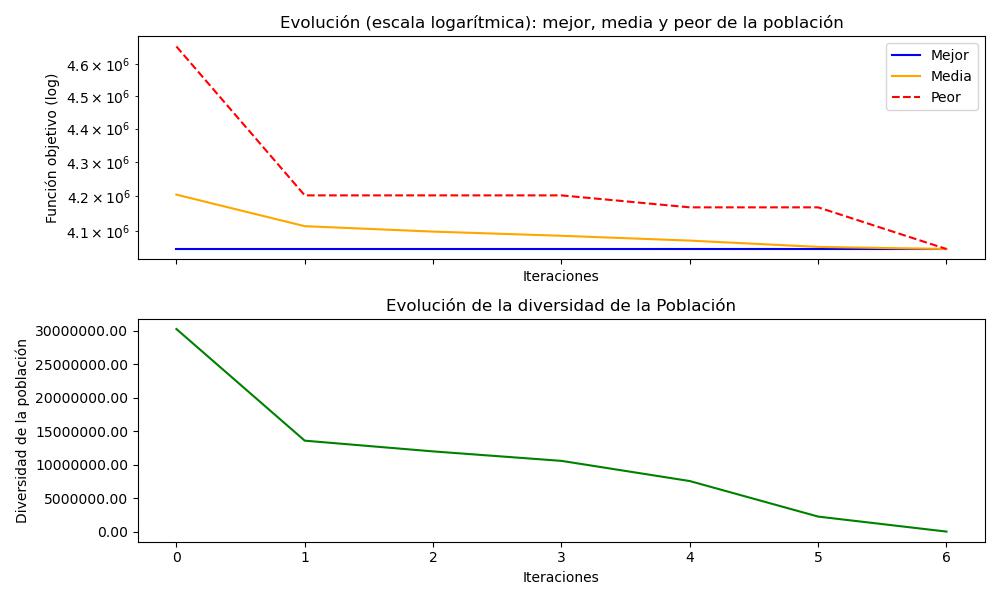 Evolución (escala logarítmica): mejor, media y peor de la población
Función objetivo (log)
4.6 × 10⁶
4.5 × 10⁶
4.4 × 10⁶
4.3 × 10⁶
4.2 × 10⁶
4.1 × 10⁶
Mejor
Media
Peor
Iteraciones
Evolución de la diversidad de la Población
Diversidad de la población
30000000.00
25000000.00
20000000.00
15000000.00
10000000.00
5000000.00
0.00
0 1 2 3 4 5 6
Iteraciones